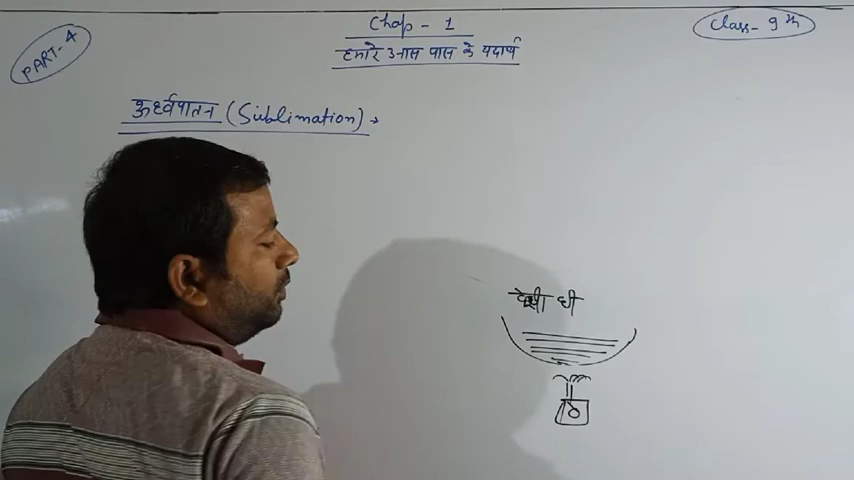 PART-4
Chap - 1
Class- 9th
हमारे आस पास के पदार्थ
ऊर्ध्वपातन (Sublimation) →
देसी घी